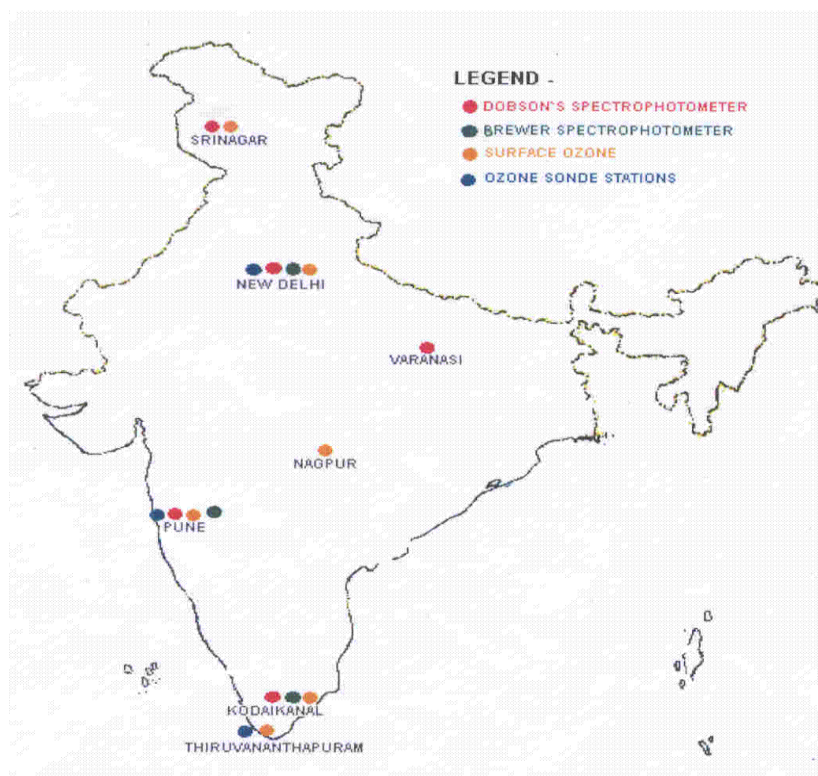 LEGEND -
DOBSON`S SPECTROPHOTOMETER
BREWER SPECTROPHOTOMETER
SURFACE OZONE
OZONE SONDE STATIONS
SRINAGAR
NEW DELHI
VARANASI
NAGPUR
PUNE
KODAIKANAL
THIRUVANANTHAPURAM